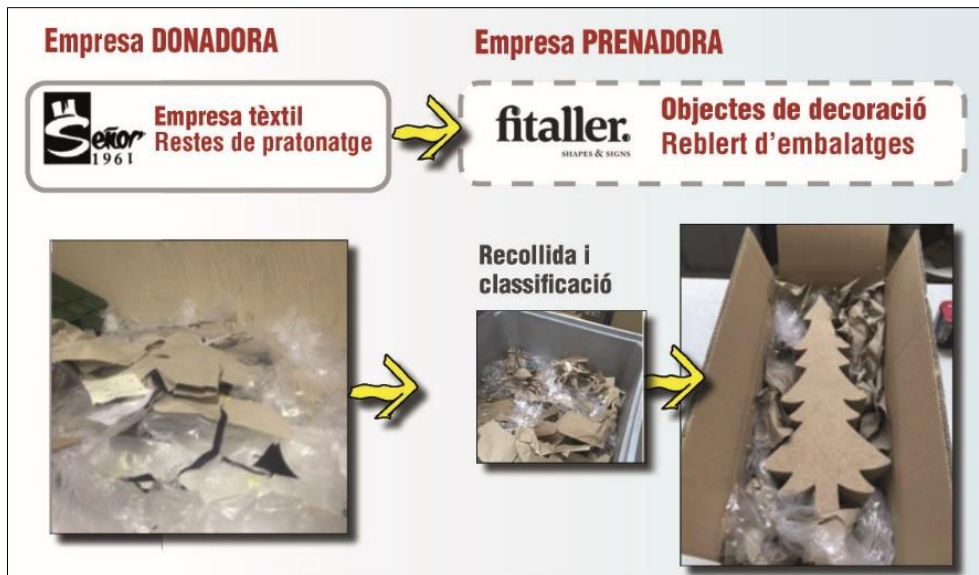 Empresa DONADORA
Empresa PRENADORA
Señor
1961
Empresa tèxtil
Restes de pratonatge
fitaller.
SHAPES & SIGNS
Objectes de decoració
Reblert d'embalatges
Recollida i
classificació